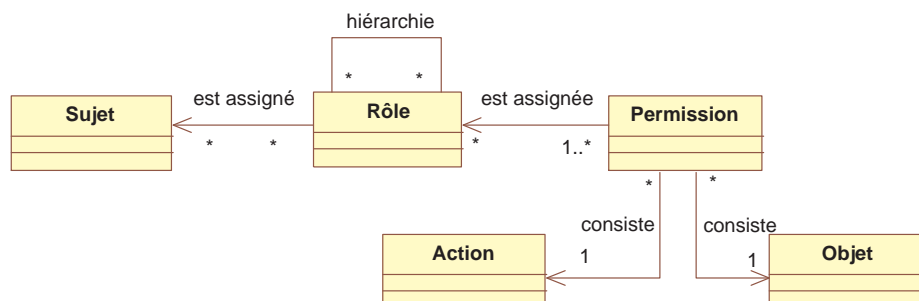 hiérarchie
* *
est assigné
est assignée
Sujet
Rôle
Permission
* *
*
1..*
* *
consiste
consiste
Action
1
1
Objet